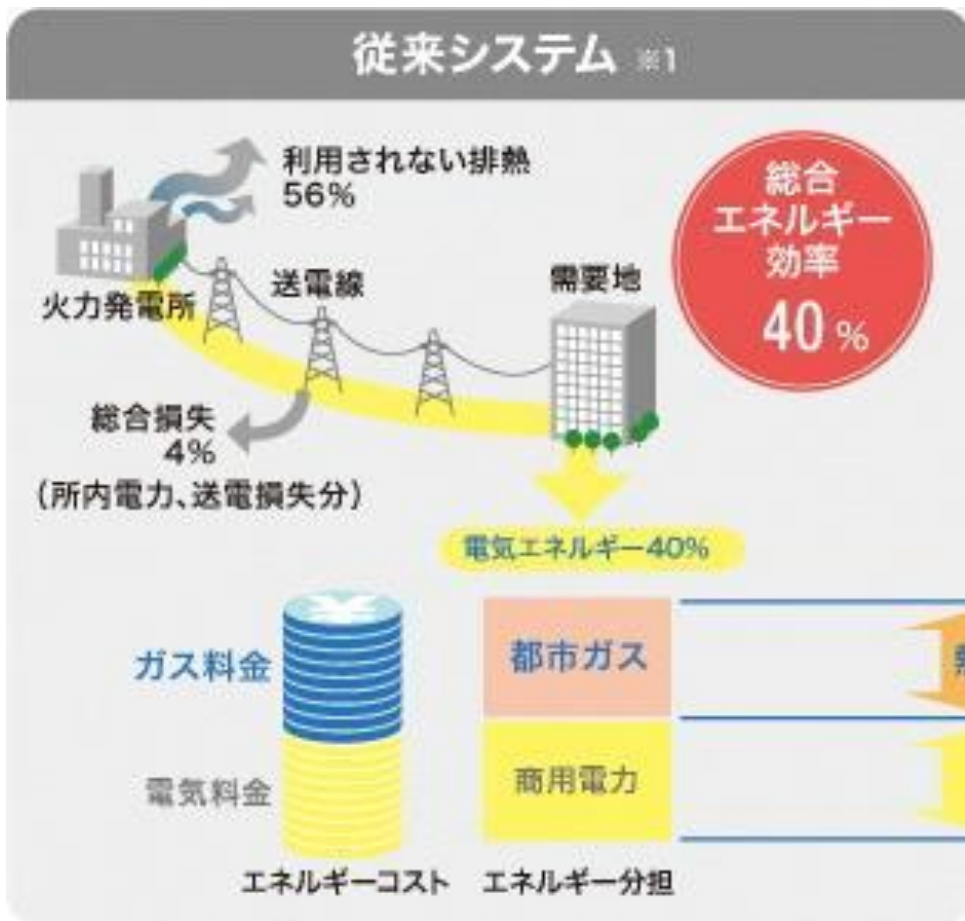 従来システム ※1
利用されない排熱
56%
総合
エネルギー
効率
40%
火力発電所
送電線
需要地
総合損失
4%
(所内電力、送電損失分)
電気エネルギー40%
ガス料金
都市ガス
電気料金
商用電力
エネルギーコスト
エネルギー分担